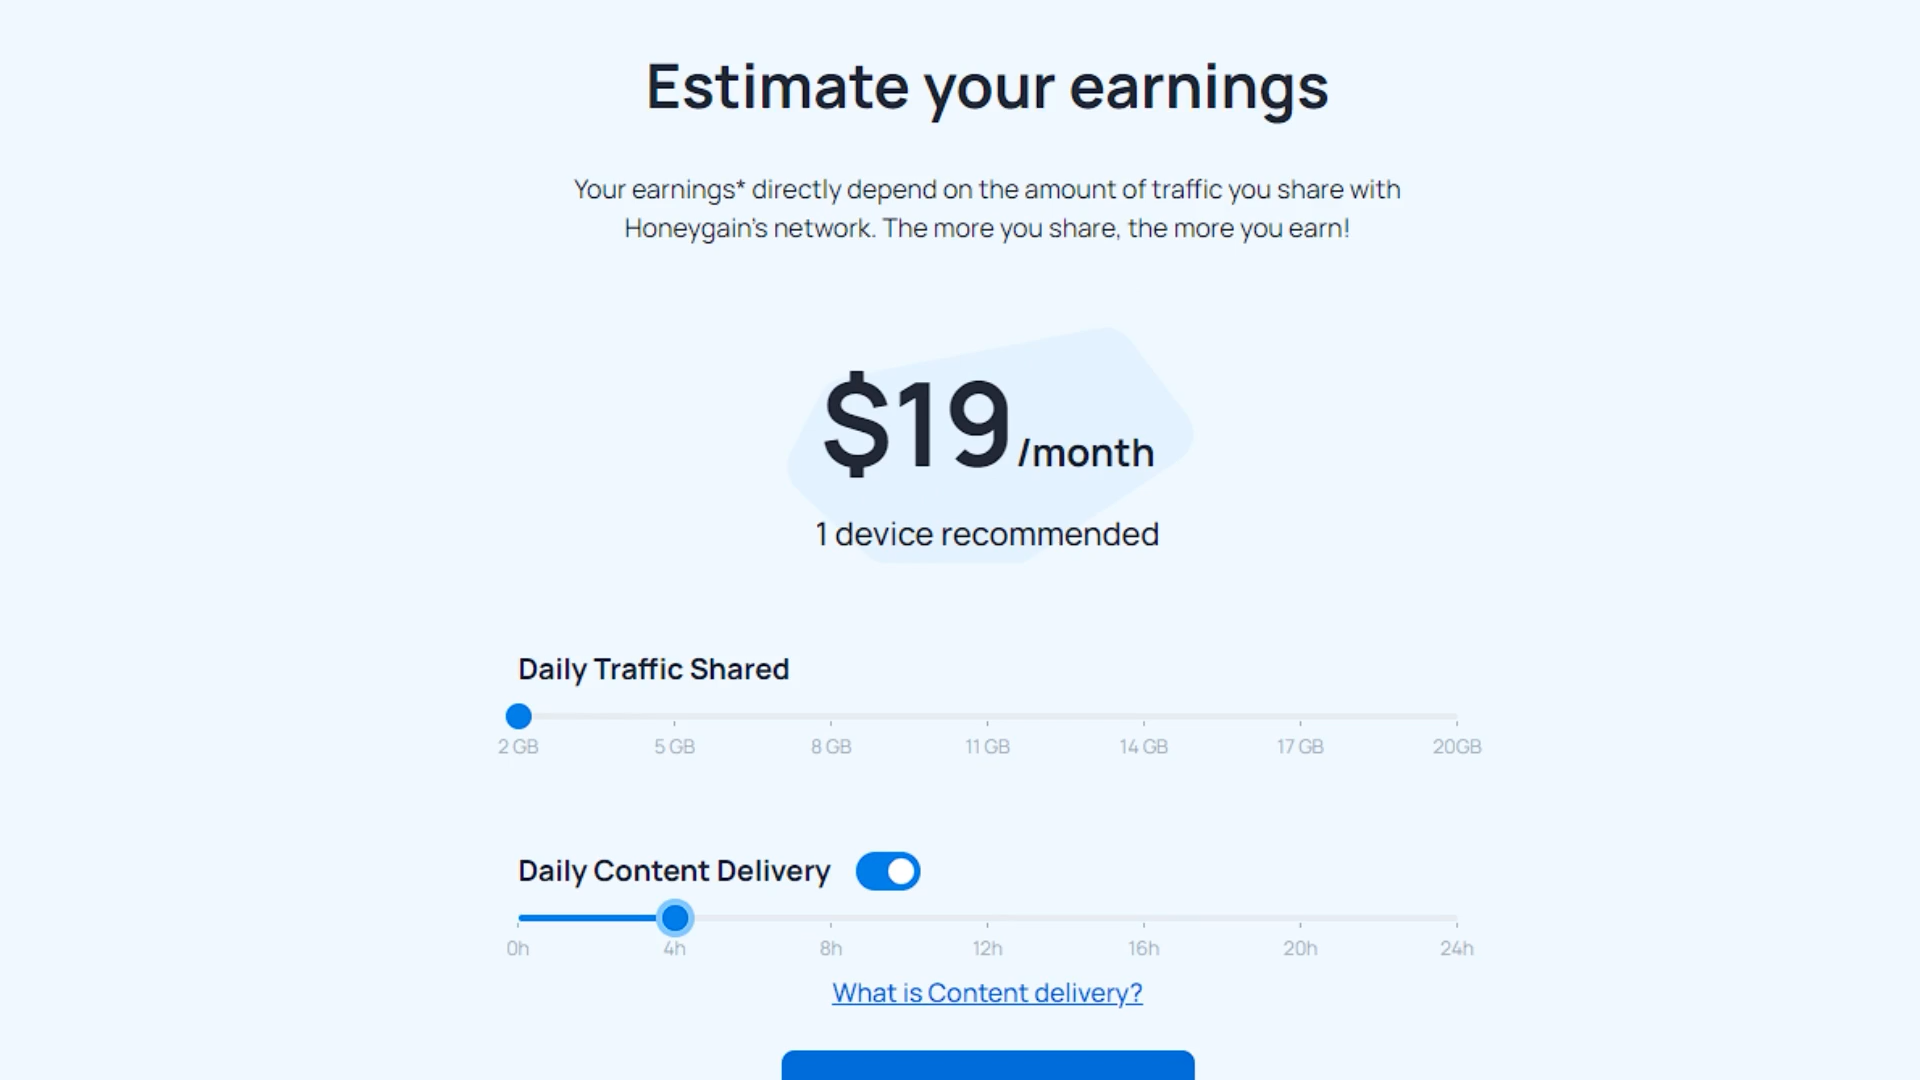 Estimate your earnings
Your earnings* directly depend on the amount of traffic you share with
Honeygain's network. The more you share, the more you earn!
$19/month
1 device recommended
Daily Traffic Shared
2 GB 5 GB 8 GB 11 GB 14 GB 17 GB 20GB
Daily Content Delivery
0h 4h 8h 12h 16h 20h 24h
What is Content delivery?